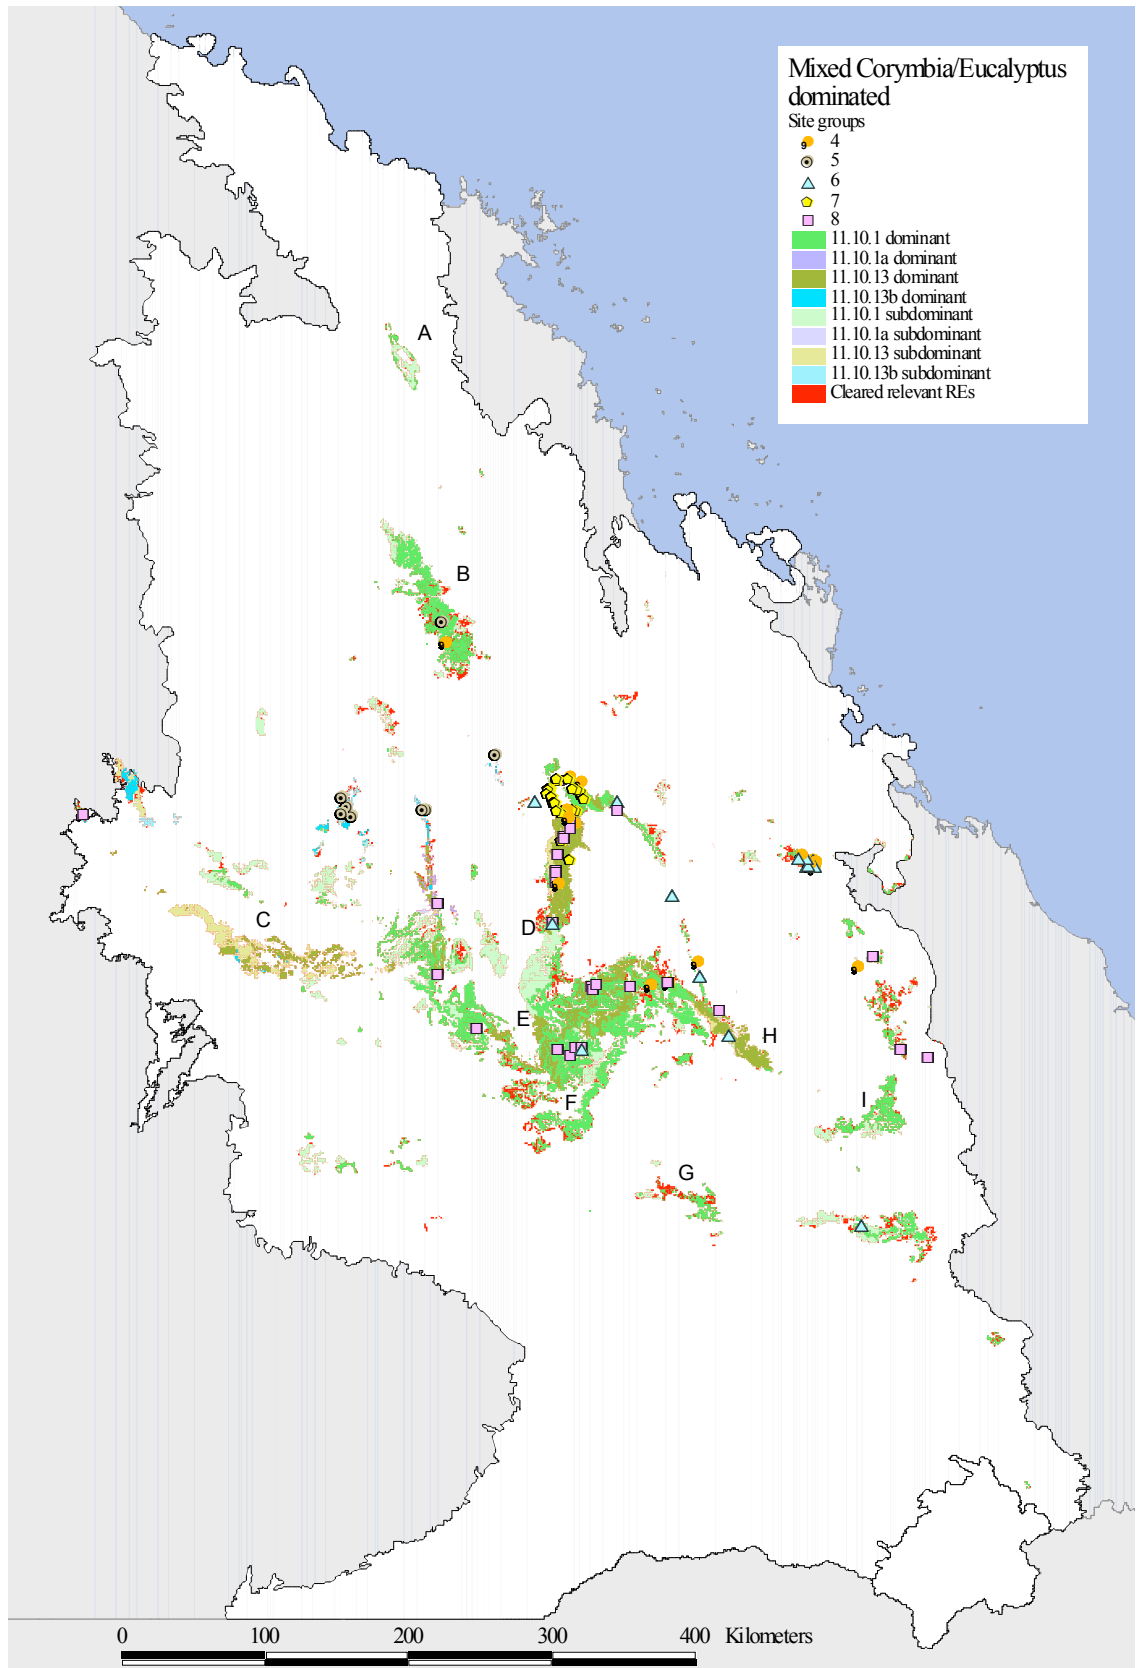 Mixed Corymbia/Eucalyptus
dominated
Site groups
9 4
5
6
7
8
11.10.1 dominant
11.10.1a dominant
11.10.13 dominant
11.10.13b dominant
11.10.1 subdominant
11.10.1a subdominant
11.10.13 subdominant
11.10.13b subdominant
Cleared relevant REs
A
B
9
C
D
E
F
G
H
I
0 100 200 300 400 Kilometers